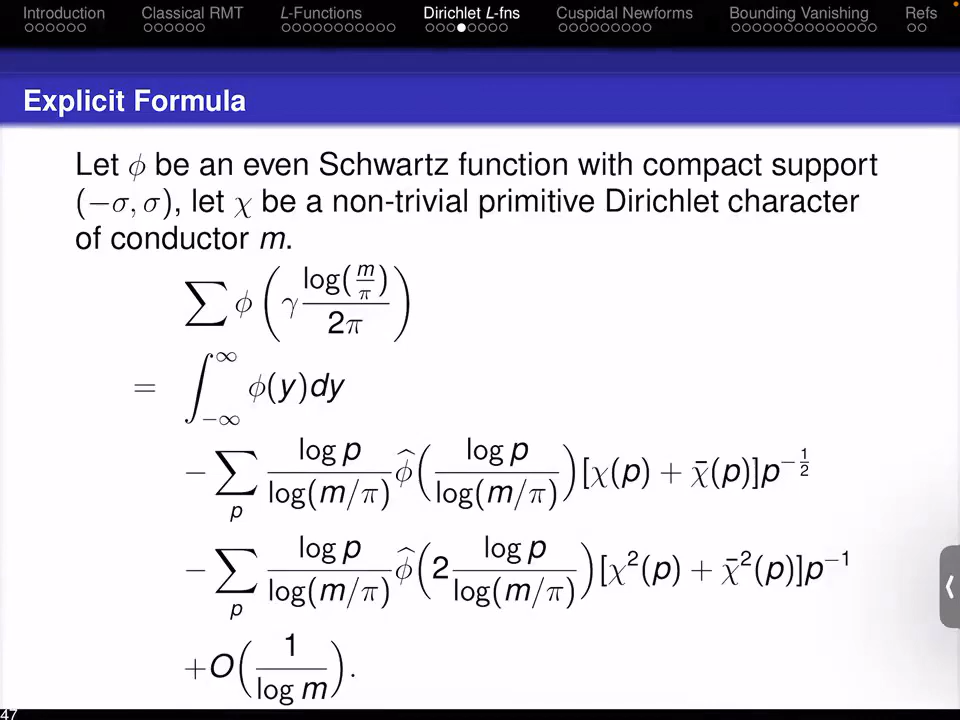 Introduction Classical RMT L-Functions Dirichlet L-fns Cuspidal Newforms Bounding Vanishing Refs
Explicit Formula
Let ϕ be an even Schwartz function with compact support
(−σ, σ), let χ be a non-trivial primitive Dirichlet character
of conductor m.
∑ ϕ ( γ log(m/π) / 2π )
= ∫_{−∞}^{∞} ϕ(y)dy
− ∑_p log p / log(m/π) ϕ̂( log p / log(m/π) ) [χ(p) + χ̄(p)]p^{−1/2}
− ∑_p log p / log(m/π) ϕ̂( 2 log p / log(m/π) ) [χ²(p) + χ̄²(p)]p^{−1}
+O( 1 / log m ).
47